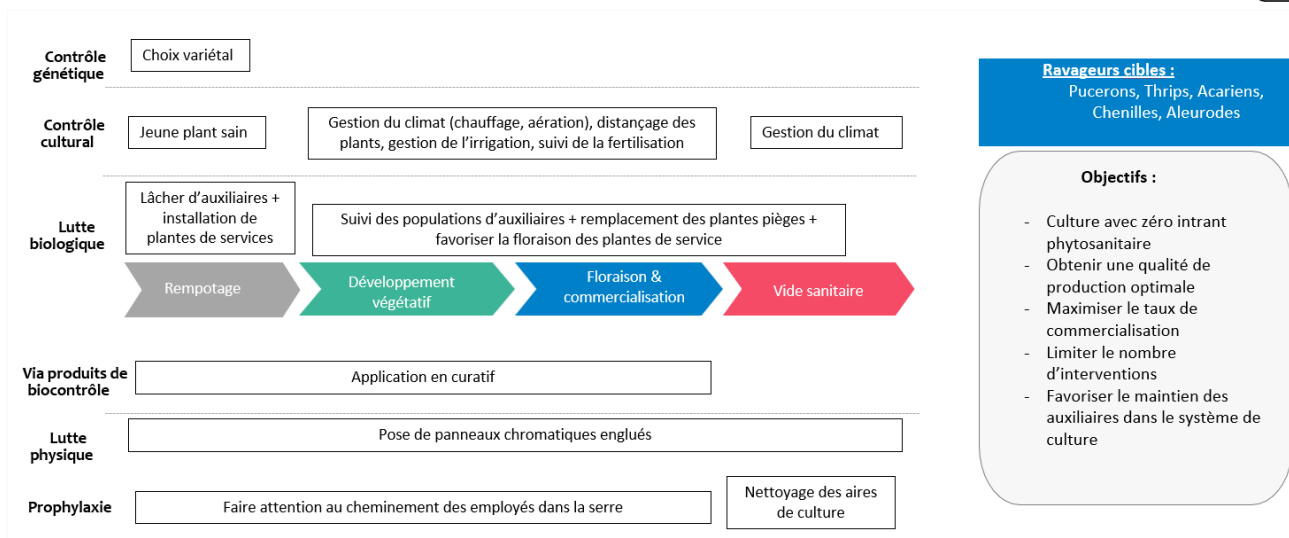 Contrôle
génétique
Choix variétal
Contrôle
cultural
Jeune plant sain
Gestion du climat (chauffage, aération), distançage des
plants, gestion de l'irrigation, suivi de la fertilisation
Gestion du climat
Lutte
biologique
Lâcher d'auxiliaires +
installation de
plantes de services
Suivi des populations d'auxiliaires + remplacement des plantes pièges +
favoriser la floraison des plantes de service
Rempotage
Développement
végétatif
Floraison &
commercialisation
Vide sanitaire
Via produits de
biocontrôle
Application en curatif
Lutte
physique
Pose de panneaux chromatiques englués
Prophylaxie
Faire attention au cheminement des employés dans la serre
Nettoyage des aires
de culture
Ravageurs cibles :
Pucerons, Thrips, Acariens,
Chenilles, Aleurodes
Objectifs :
- Culture avec zéro intrant
phytosanitaire
- Obtenir une qualité de
production optimale
- Maximiser le taux de
commercialisation
- Limiter le nombre
d'interventions
- Favoriser le maintien des
auxiliaires dans le système de
culture